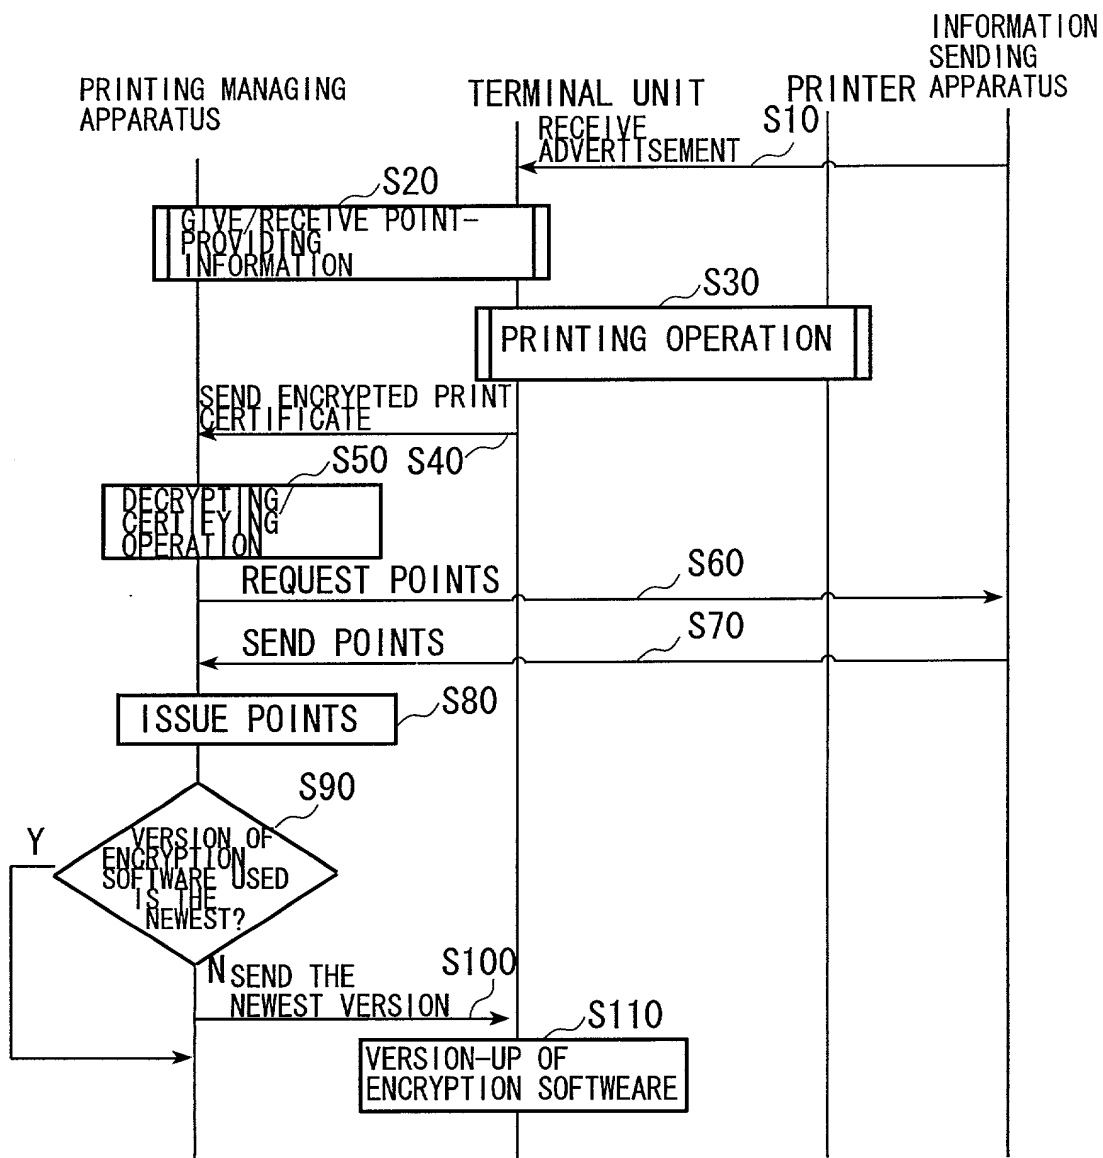 INFORMATION
SENDING
APPARATUS
PRINTING MANAGING
APPARATUS
TERMINAL UNIT
PRINTER
RECEIVE
ADVERTISEMENT
S10
S20
GIVE/RECEIVE POINT-
PROVIDING
INFORMATION
S30
PRINTING OPERATION
SEND ENCRYPTED PRINT
CERTIFICATE
S40
S50
DECRYPTING
CERTIFYING
OPERATION
REQUEST POINTS
S60
SEND POINTS
S70
ISSUE POINTS
S80
S90
Y
VERSION OF
ENCRYPTION
SOFTWARE USED
IS THE
NEWEST?
N
SEND THE
NEWEST VERSION
S100
S110
VERSION-UP OF
ENCRYPTION SOFTWEARE